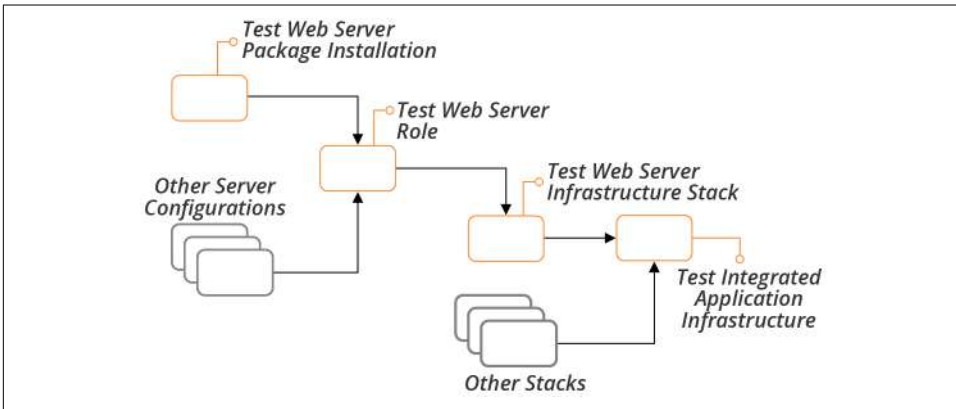 Test Web Server
Package Installation
Test Web Server
Role
Other Server
Configurations
Test Web Server
Infrastructure Stack
Test Integrated
Application
Infrastructure
Other Stacks